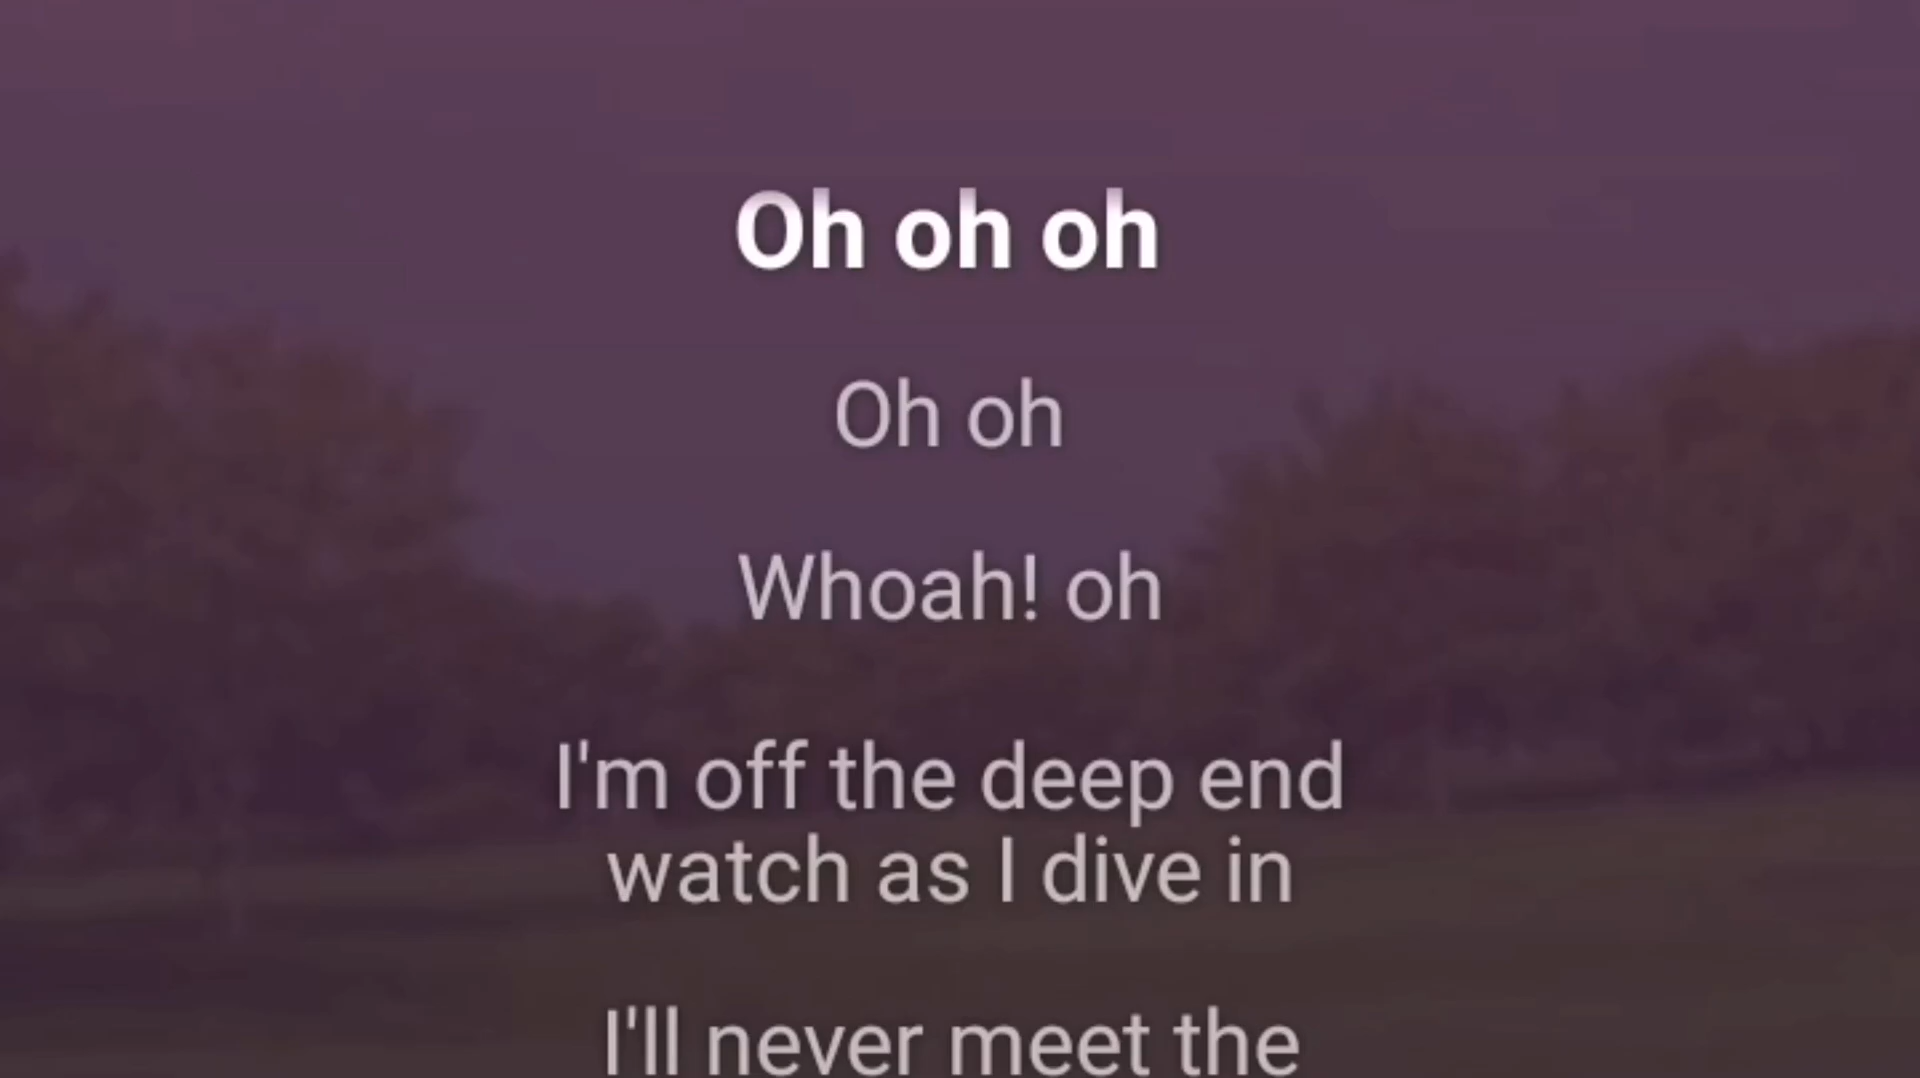 Oh oh oh
Oh oh
Whoah! oh
I'm off the deep end
watch as I dive in
I'll never meet the